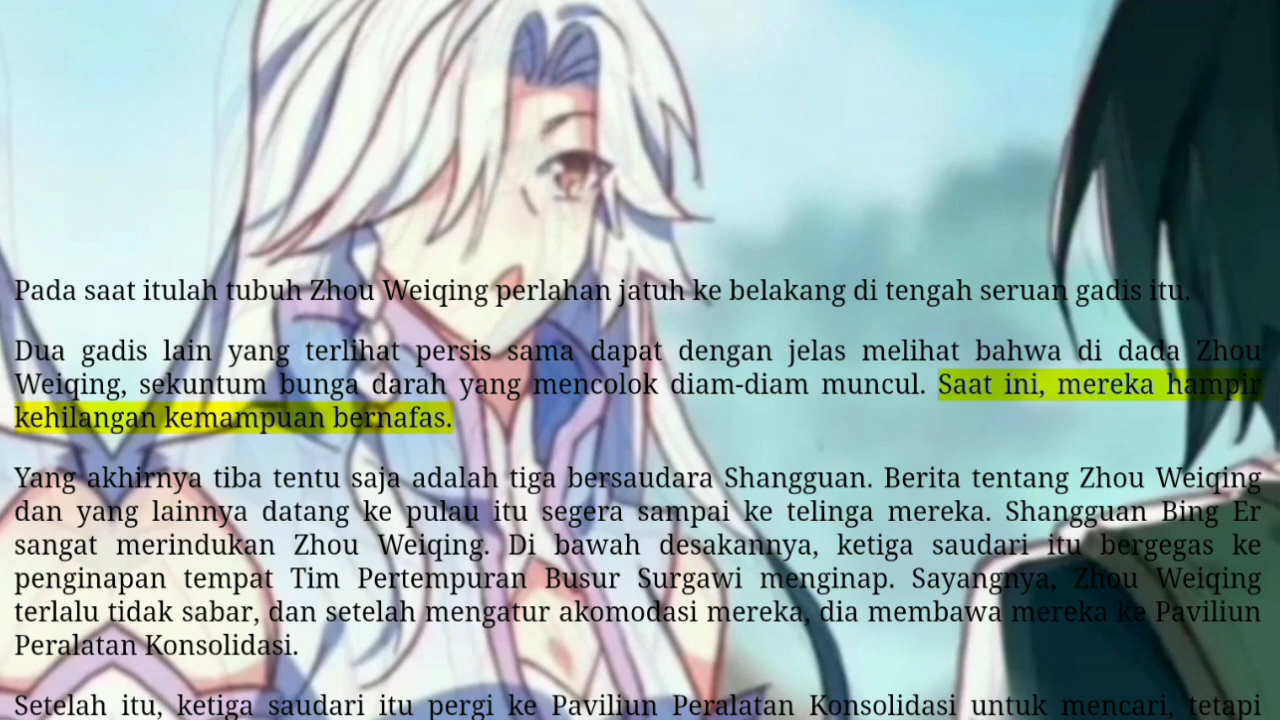 Pada saat itulah tubuh Zhou Weiqing perlahan jatuh ke belakang di tengah seruan gadis itu.
Dua gadis lain yang terlihat persis sama dapat dengan jelas melihat bahwa di dada Zhou
Weiqing, sekuntum bunga darah yang mencolok diam-diam muncul. Saat ini, mereka hampir
kehilangan kemampuan bernafas.
Yang akhirnya tiba tentu saja adalah tiga bersaudara Shangguan. Berita tentang Zhou Weiqing
dan yang lainnya datang ke pulau itu segera sampai ke telinga mereka. Shangguan Bing Er
sangat merindukan Zhou Weiqing. Di bawah desakannya, ketiga saudari itu bergegas ke
penginapan tempat Tim Pertempuran Busur Surgawi menginap. Sayangnya, Zhou Weiqing
terlalu tidak sabar, dan setelah mengatur akomodasi mereka, dia membawa mereka ke Paviliun
Peralatan Konsolidasi.
Setelah itu, ketiga saudari itu pergi ke Paviliun Peralatan Konsolidasi untuk mencari, tetapi